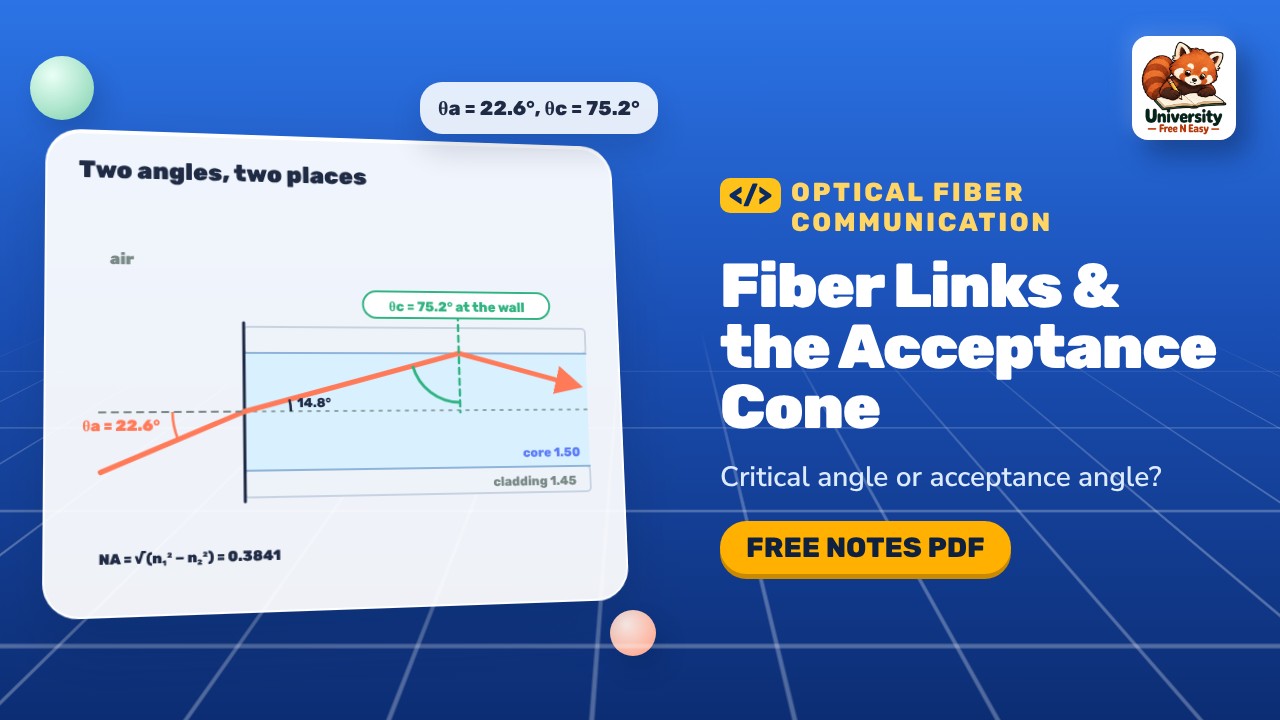 θa = 22.6°, θc = 75.2°
University
Free N Easy
Two angles, two places
air
θc = 75.2° at the wall
14.8°
θa = 22.6°
core 1.50
cladding 1.45
NA = √(n₁² − n₂²) = 0.3841
</> OPTICAL FIBER
COMMUNICATION
Fiber Links &
the Acceptance
Cone
Critical angle or acceptance angle?
FREE NOTES PDF